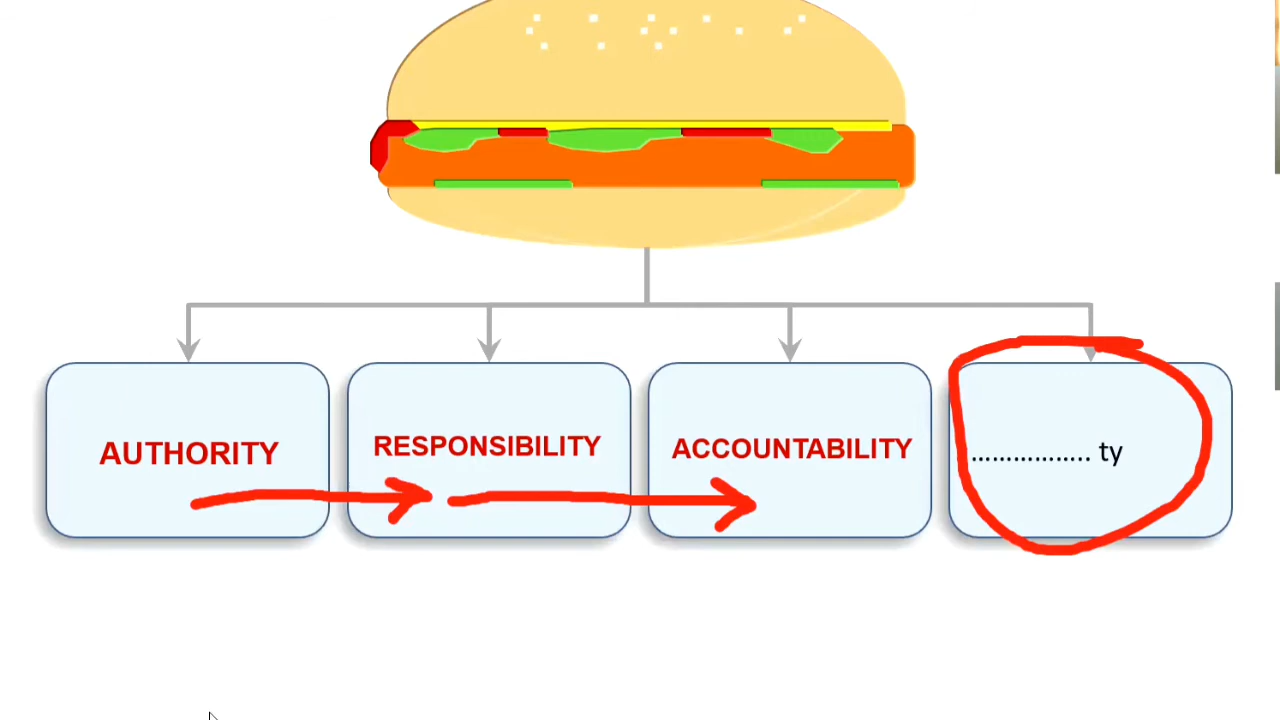 AUTHORITY
RESPONSIBILITY
ACCOUNTABILITY
................. ty